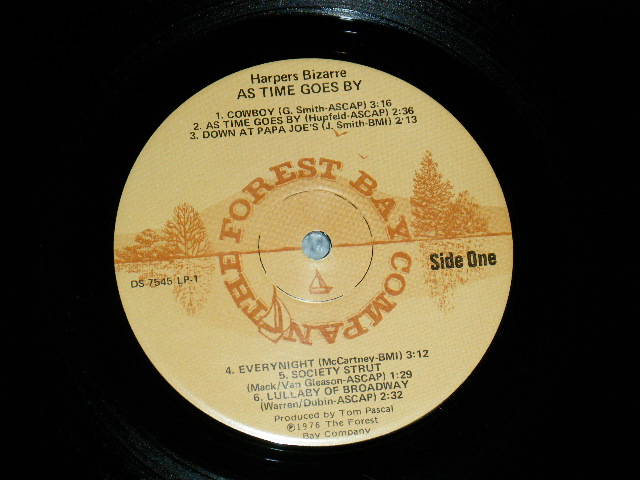 Harpers Bizarre
AS TIME GOES BY
1. COWBOY (G. Smith-ASCAP) 3:16
2. AS TIME GOES BY (Hupfeld-ASCAP) 2:36
3. DOWN AT PAPA JOE'S (J. Smith-BMI) 2:13
THE FOREST BAY COMPANY
DS 7545 LP-1
Side One
4. EVERYNIGHT (McCartney-BMI) 3:12
5. SOCIETY STRUT
(Mack/Van Gleason-ASCAP) 1:29
6. LULLABY OF BROADWAY
(Warren/Dubin-ASCAP) 2:32
Produced by Tom Pascal
℗1976 The Forest
Bay Company